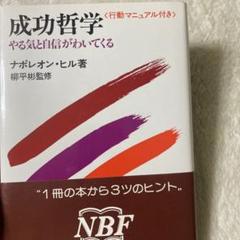 成功哲学
〈行動マニュアル付き〉
やる気と自信がわいてくる
ナポレオン・ヒル著
柳平彬監修
“1冊の本から3ツのヒント”
NBF